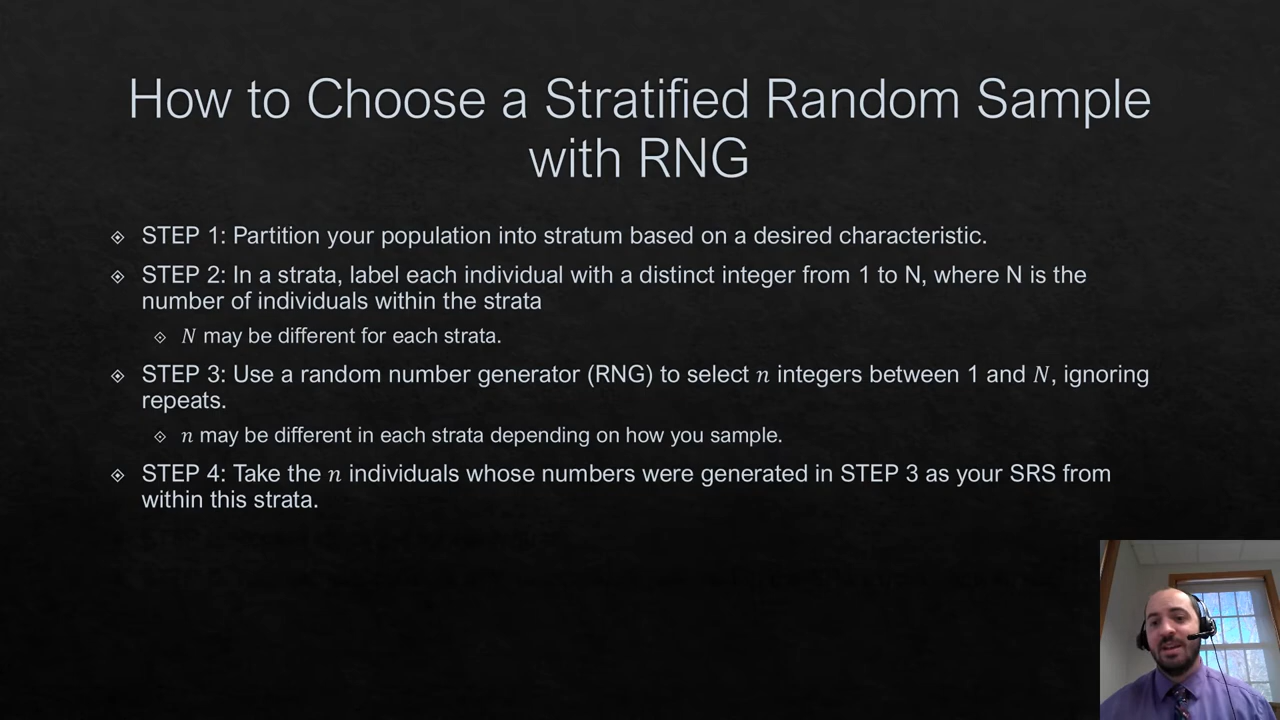 How to Choose a Stratified Random Sample
with RNG
STEP 1: Partition your population into stratum based on a desired characteristic.
STEP 2: In a strata, label each individual with a distinct integer from 1 to N, where N is the
number of individuals within the strata
N may be different for each strata.
STEP 3: Use a random number generator (RNG) to select n integers between 1 and N, ignoring
repeats.
n may be different in each strata depending on how you sample.
STEP 4: Take the n individuals whose numbers were generated in STEP 3 as your SRS from
within this strata.